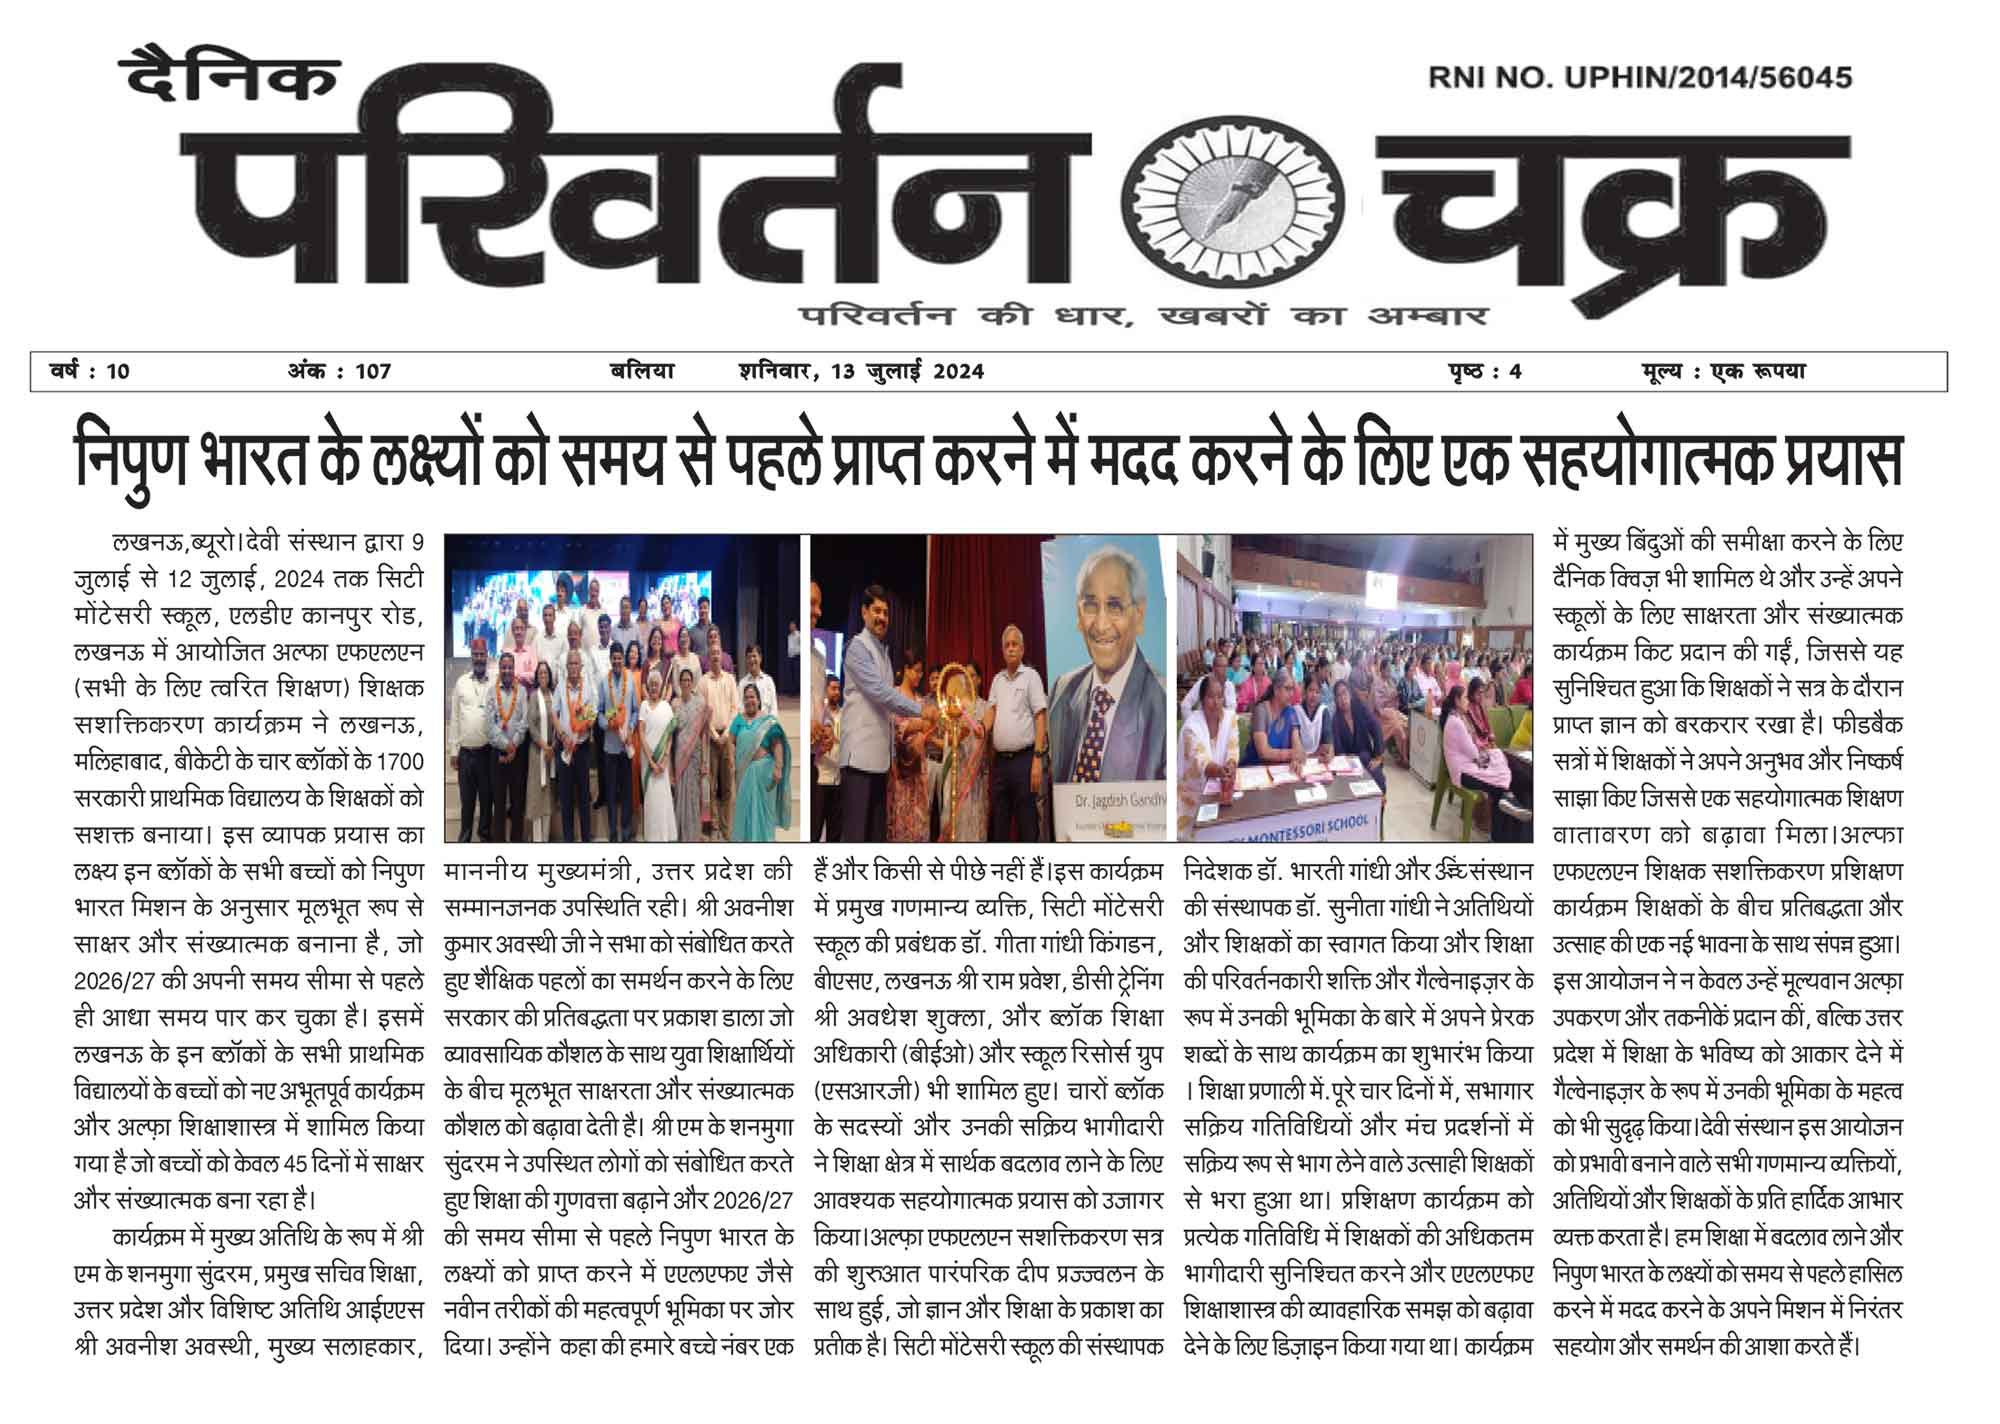 दैनिक
परिवर्तन चक्र
RNI NO. UPHIN/2014/56045
परिवर्तन की धार, खबरों का अम्बार
वर्ष : 10 अंक : 107 बलिया शनिवार, 13 जुलाई 2024 पृष्ठ : 4 मूल्य : एक रूपया
निपुण भारत के लक्ष्यों को समय से पहले प्राप्त करने में मदद करने के लिए एक सहयोगात्मक प्रयास
लखनऊ,ब्यूरो।देवी संस्थान द्वारा 9
जुलाई से 12 जुलाई, 2024 तक सिटी
मोंटेसरी स्कूल, एलडीए कानपुर रोड,
लखनऊ में आयोजित अल्फा एफएलएन
(सभी के लिए त्वरित शिक्षण) शिक्षक
सशक्तिकरण कार्यक्रम ने लखनऊ,
मलिहाबाद, बीकेटी के चार ब्लॉकों के 1700
सरकारी प्राथमिक विद्यालय के शिक्षकों को
सशक्त बनाया। इस व्यापक प्रयास का
लक्ष्य इन ब्लॉकों के सभी बच्चों को निपुण
भारत मिशन के अनुसार मूलभूत रूप से
साक्षर और संख्यात्मक बनाना है, जो
2026/27 की अपनी समय सीमा से पहले
ही आधा समय पार कर चुका है। इसमें
लखनऊ के इन ब्लॉकों के सभी प्राथमिक
विद्यालयों के बच्चों को नए अभूतपूर्व कार्यक्रम
और अल्फ़ा शिक्षाशास्त्र में शामिल किया
गया है जो बच्चों को केवल 45 दिनों में साक्षर
और संख्यात्मक बना रहा है।
कार्यक्रम में मुख्य अतिथि के रूप में श्री
एम के शनमुगा सुंदरम, प्रमुख सचिव शिक्षा,
उत्तर प्रदेश और विशिष्ट अतिथि आईएएस
श्री अवनीश अवस्थी, मुख्य सलाहकार,
Dr. Jagdish Gandhi
MONTESSORI SCHOOL
माननीय मुख्यमंत्री, उत्तर प्रदेश की
सम्मानजनक उपस्थिति रही। श्री अवनीश
कुमार अवस्थी जी ने सभा को संबोधित करते
हुए शैक्षिक पहलों का समर्थन करने के लिए
सरकार की प्रतिबद्धता पर प्रकाश डाला जो
व्यावसायिक कौशल के साथ युवा शिक्षार्थियों
के बीच मूलभूत साक्षरता और संख्यात्मक
कौशल को बढ़ावा देती है। श्री एम के शनमुगा
सुंदरम ने उपस्थित लोगों को संबोधित करते
हुए शिक्षा की गुणवत्ता बढ़ाने और 2026/27
की समय सीमा से पहले निपुण भारत के
लक्ष्यों को प्राप्त करने में एएलएफए जैसे
नवीन तरीकों की महत्वपूर्ण भूमिका पर जोर
दिया। उन्होंने कहा की हमारे बच्चे नंबर एक
हैं और किसी से पीछे नहीं हैं।इस कार्यक्रम
में प्रमुख गणमान्य व्यक्ति, सिटी मोंटेसरी
स्कूल की प्रबंधक डॉ. गीता गांधी किंगडन,
बीएसए, लखनऊ श्री राम प्रवेश, डीसी ट्रेनिंग
श्री अवधेश शुक्ला, और ब्लॉक शिक्षा
अधिकारी (बीईओ) और स्कूल रिसोर्स ग्रुप
(एसआरजी) भी शामिल हुए। चारों ब्लॉक
के सदस्यों और उनकी सक्रिय भागीदारी
ने शिक्षा क्षेत्र में सार्थक बदलाव लाने के लिए
आवश्यक सहयोगात्मक प्रयास को उजागर
किया।अल्फ़ा एफएलएन सशक्तिकरण सत्र
की शुरुआत पारंपरिक दीप प्रज्ज्वलन के
साथ हुई, जो ज्ञान और शिक्षा के प्रकाश का
प्रतीक है। सिटी मोंटेसरी स्कूल की संस्थापक
निदेशक डॉ. भारती गांधी और संस्थान
की संस्थापक डॉ. सुनीता गांधी ने अतिथियों
और शिक्षकों का स्वागत किया और शिक्षा
की परिवर्तनकारी शक्ति और गैल्वेनाइज़र के
रूप में उनकी भूमिका के बारे में अपने प्रेरक
शब्दों के साथ कार्यक्रम का शुभारंभ किया
। शिक्षा प्रणाली में.पूरे चार दिनों में, सभागार
सक्रिय गतिविधियों और मंच प्रदर्शनों में
सक्रिय रूप से भाग लेने वाले उत्साही शिक्षकों
से भरा हुआ था। प्रशिक्षण कार्यक्रम को
प्रत्येक गतिविधि में शिक्षकों की अधिकतम
भागीदारी सुनिश्चित करने और एएलएफए
शिक्षाशास्त्र की व्यावहारिक समझ को बढ़ावा
देने के लिए डिज़ाइन किया गया था। कार्यक्रम
में मुख्य बिंदुओं की समीक्षा करने के लिए
दैनिक क्विज़ भी शामिल थे और उन्हें अपने
स्कूलों के लिए साक्षरता और संख्यात्मक
कार्यक्रम किट प्रदान की गईं, जिससे यह
सुनिश्चित हुआ कि शिक्षकों ने सत्र के दौरान
प्राप्त ज्ञान को बरकरार रखा है। फीडबैक
सत्रों में शिक्षकों ने अपने अनुभव और निष्कर्ष
साझा किए जिससे एक सहयोगात्मक शिक्षण
वातावरण को बढ़ावा मिला।अल्फा
एफएलएन शिक्षक सशक्तिकरण प्रशिक्षण
कार्यक्रम शिक्षकों के बीच प्रतिबद्धता और
उत्साह की एक नई भावना के साथ संपन्न हुआ।
इस आयोजन ने न केवल उन्हें मूल्यवान अल्फ़ा
उपकरण और तकनीकें प्रदान कीं, बल्कि उत्तर
प्रदेश में शिक्षा के भविष्य को आकार देने में
गैल्वेनाइज़र के रूप में उनकी भूमिका के महत्व
को भी सुदृढ़ किया।देवी संस्थान इस आयोजन
को प्रभावी बनाने वाले सभी गणमान्य व्यक्तियों,
अतिथियों और शिक्षकों के प्रति हार्दिक आभार
व्यक्त करता है। हम शिक्षा में बदलाव लाने और
निपुण भारत के लक्ष्यों को समय से पहले हासिल
करने में मदद करने के अपने मिशन में निरंतर
सहयोग और समर्थन की आशा करते हैं।